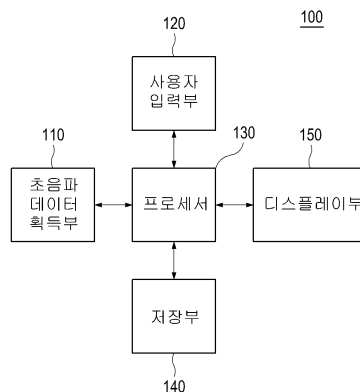 100
120
사용자
입력부
110
130
150
초음파
데이터
획득부
프로세서
디스플레이부
저장부
140